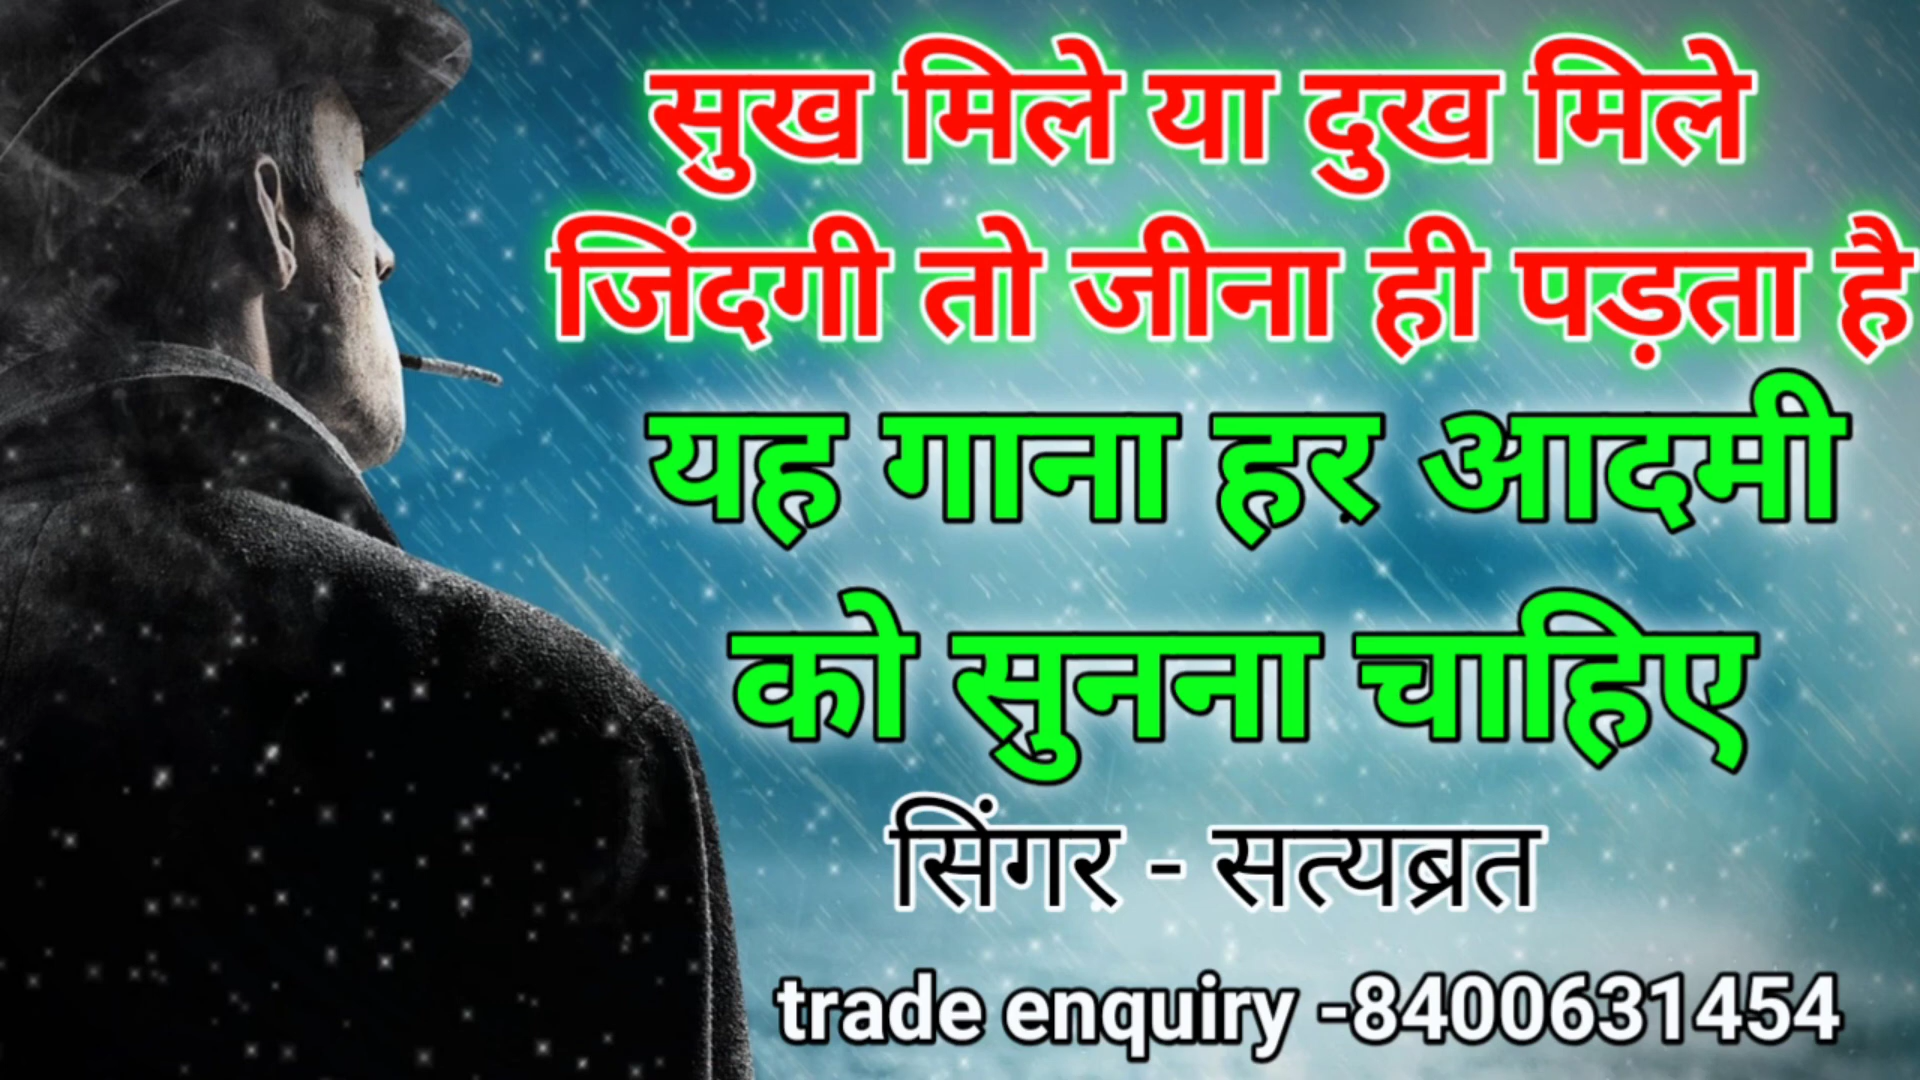 सुख मिले या दुख मिले
जिंदगी तो जीना ही पड़ता है
यह गाना हर आदमी
को सुनना चाहिए
सिंगर - सत्यब्रत
trade enquiry -8400631454